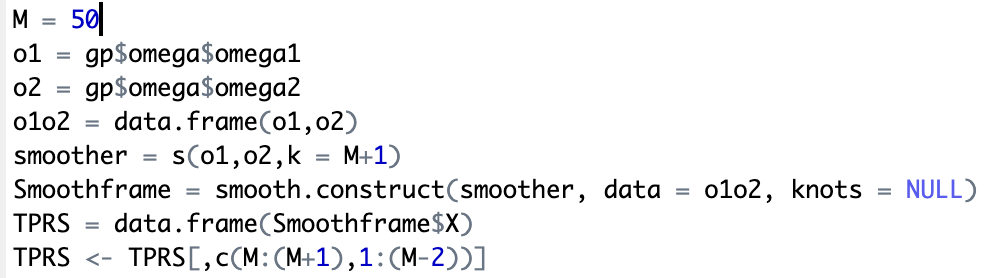 M = 50
o1 = gp$omega$omega1
o2 = gp$omega$omega2
o1o2 = data.frame(o1,o2)
smoother = s(o1,o2,k = M+1)
Smoothframe = smooth.construct(smoother, data = o1o2, knots = NULL)
TPRS = data.frame(Smoothframe$X)
TPRS <- TPRS[,c(M:(M+1),1:(M-2))]